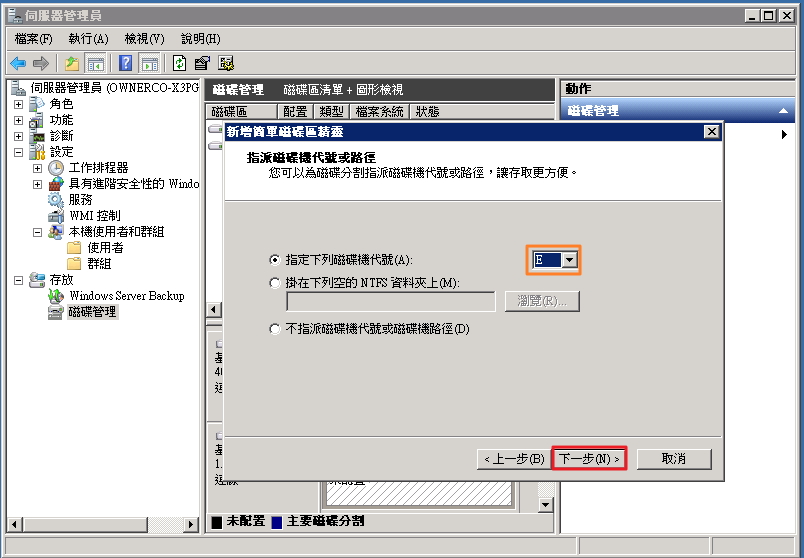 伺服器管理員
檔案(F) 執行(A) 檢視(V) 說明(H)
伺服器管理員 (OWNERCO-X3PG
角色
功能
診斷
設定
工作排程器
具有進階安全性的 Windo
服務
WMI 控制
本機使用者和群組
使用者
群組
存放
Windows Server Backup
磁碟管理
磁碟管理 磁碟區清單 + 圖形檢視
磁碟區 配置 類型 檔案系統 狀態
動作
磁碟管理
新增簡單磁碟區精靈
指派磁碟機代號或路徑
您可以為磁碟分割指派磁碟機代號或路徑，讓存取更方便。
指定下列磁碟機代號(A): E
掛在下列空的 NTFS 資料夾上(M):
瀏覽(R)...
不指派磁碟機代號或磁碟機路徑(D)
< 上一步(B) 下一步(N) > 取消
基
40
連
基
1.
未配置 主要磁碟分割